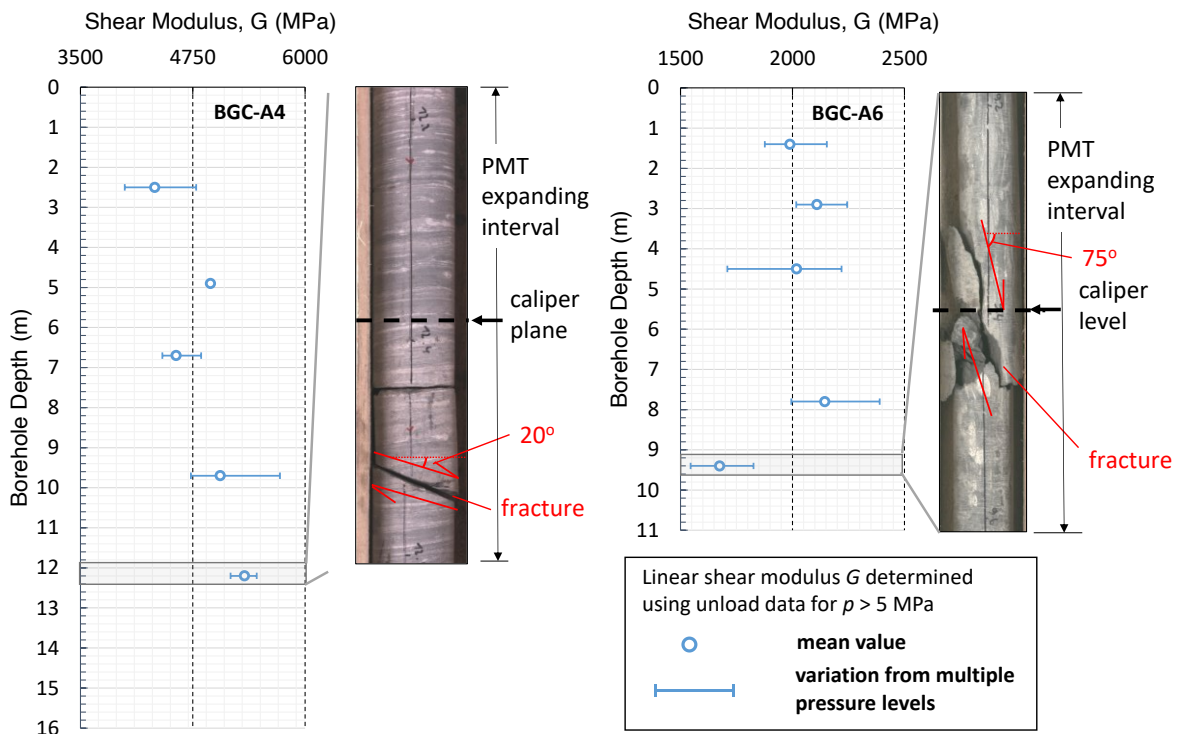 Shear Modulus, G (MPa)
3500 4750 6000
Borehole Depth (m)
0
1
2
3
4
5
6
7
8
9
10
11
12
13
14
15
16
BGC-A4
PMT
expanding
interval
caliper
plane
20°
fracture
Shear Modulus, G (MPa)
1500 2000 2500
Borehole Depth (m)
0
1
2
3
4
5
6
7
8
9
10
11
BGC-A6
PMT
expanding
interval
75°
caliper
level
fracture
Linear shear modulus G determined
using unload data for p > 5 MPa
mean value
variation from multiple
pressure levels